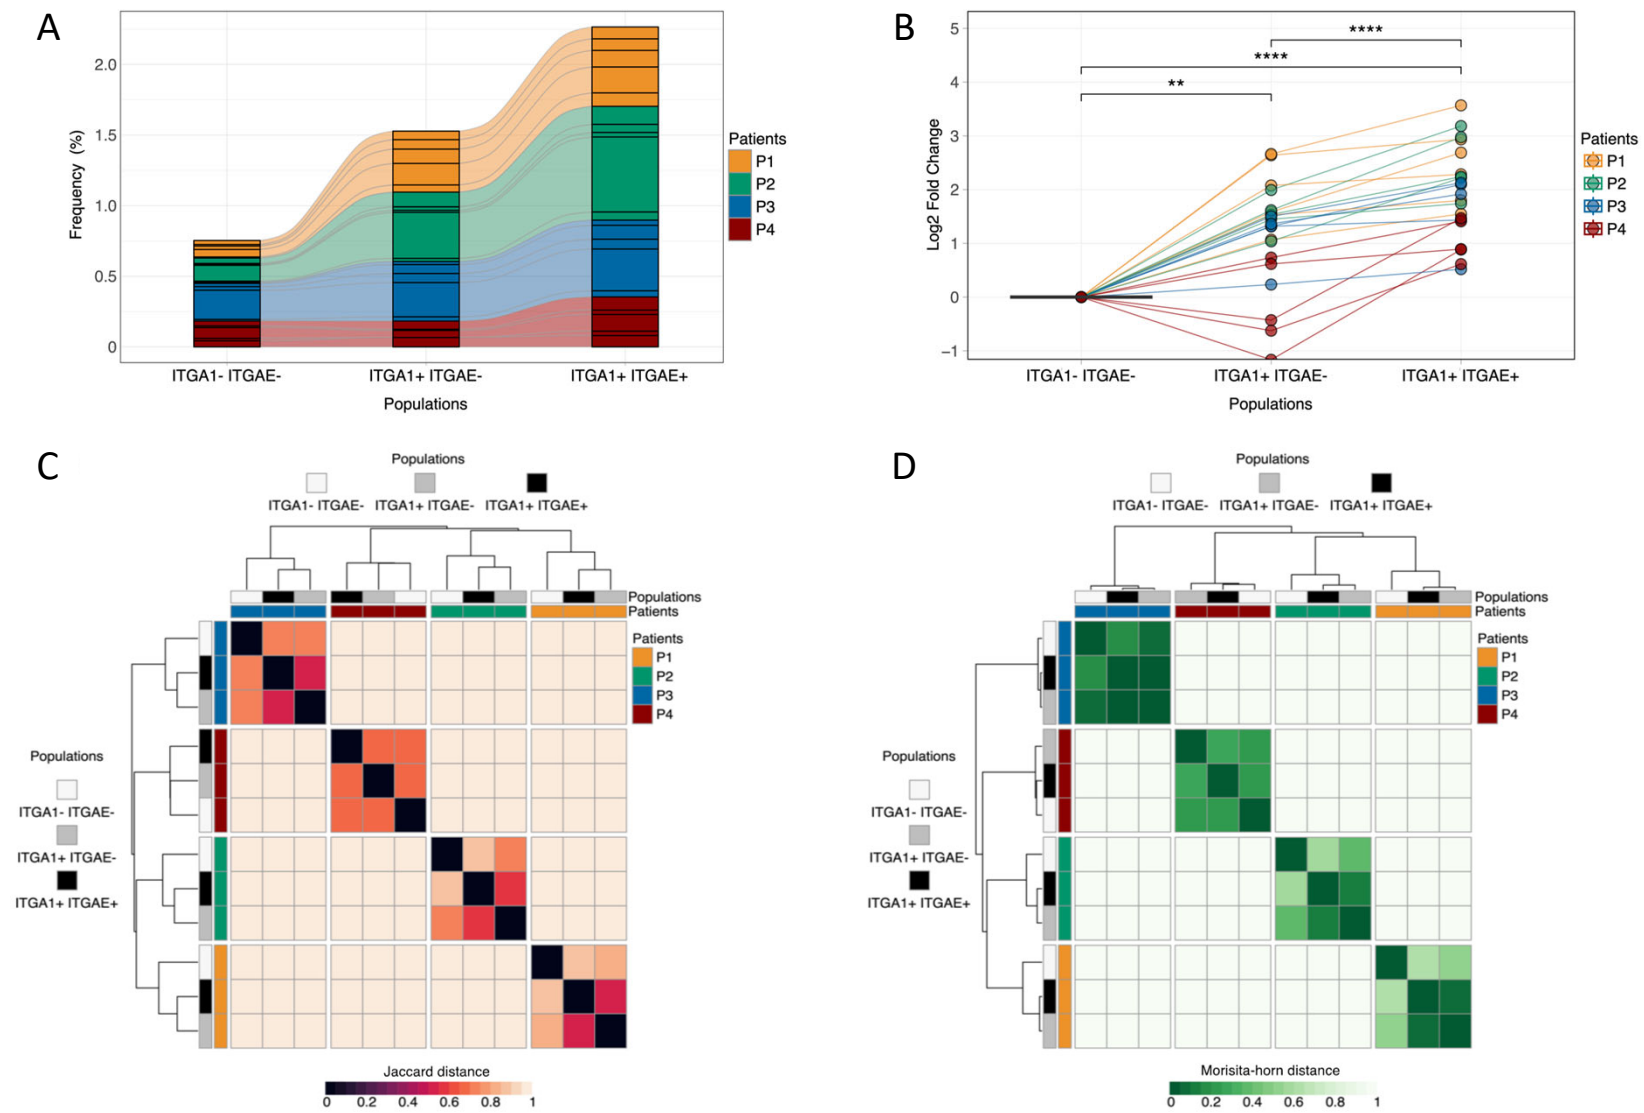 A
Frequency (%)
2.0
1.5
1.0
0.5
0
ITGA1- ITGAE-
ITGA1+ ITGAE-
ITGA1+ ITGAE+
Populations
Patients
P1
P2
P3
P4
B
Log2 Fold Change
5
4
3
2
1
0
−1
****
****
**
ITGA1- ITGAE-
ITGA1+ ITGAE-
ITGA1+ ITGAE+
Populations
Patients
P1
P2
P3
P4
C
Populations
ITGA1- ITGAE- ITGA1+ ITGAE- ITGA1+ ITGAE+
Populations
Patients
Patients
P1
P2
P3
P4
Populations
ITGA1- ITGAE-
ITGA1+ ITGAE-
ITGA1+ ITGAE+
Jaccard distance
0 0.2 0.4 0.6 0.8 1
D
Populations
ITGA1- ITGAE- ITGA1+ ITGAE- ITGA1+ ITGAE+
Populations
Patients
Patients
P1
P2
P3
P4
Populations
ITGA1- ITGAE-
ITGA1+ ITGAE-
ITGA1+ ITGAE+
Morisita-horn distance
0 0.2 0.4 0.6 0.8 1